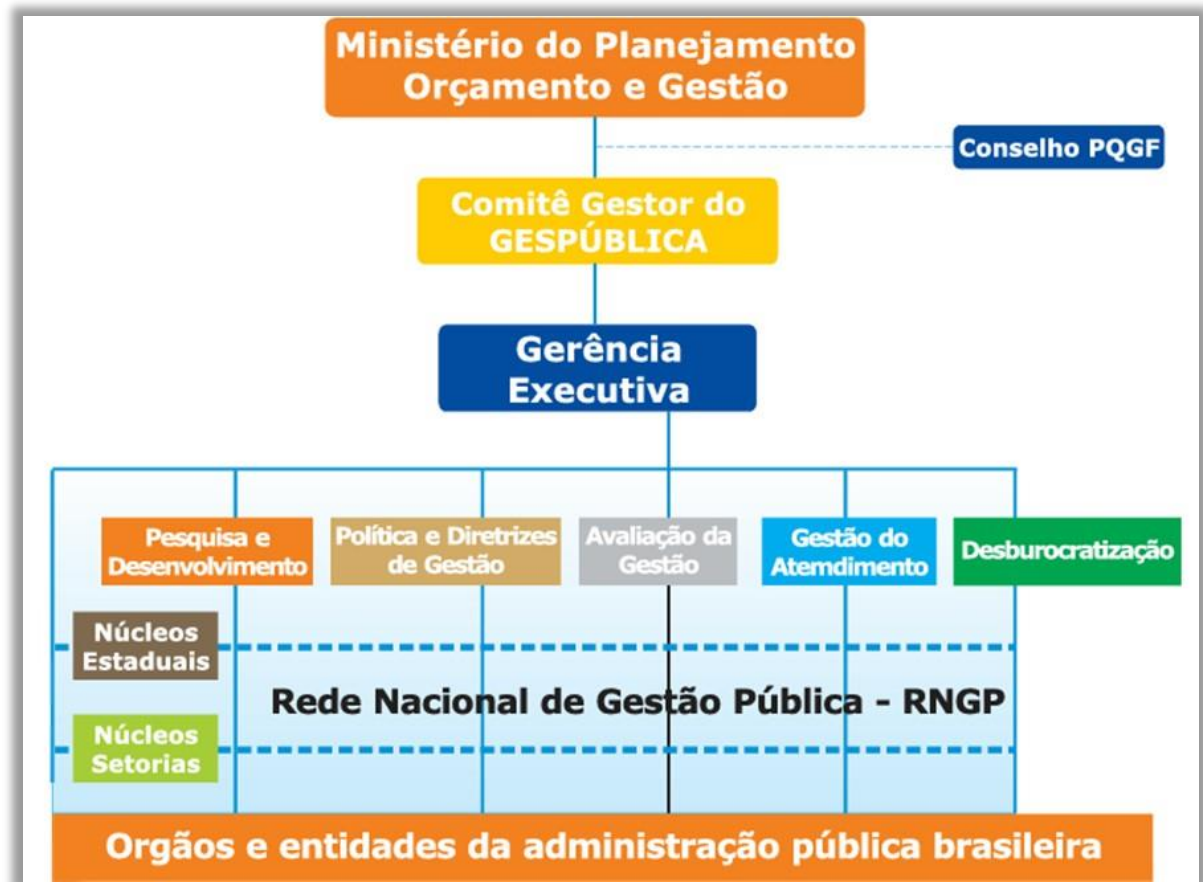 Ministério do Planejamento
Orçamento e Gestão
Conselho PQGF
Comitê Gestor do
GESPÚBLICA
Gerência
Executiva
Pesquisa e
Desenvolvimento
Política e Diretrizes
de Gestão
Avaliação da
Gestão
Gestão do
Atemdimento
Desburocratização
Núcleos
Estaduais
Rede Nacional de Gestão Pública - RNGP
Núcleos
Setorias
Orgãos e entidades da administração pública brasileira